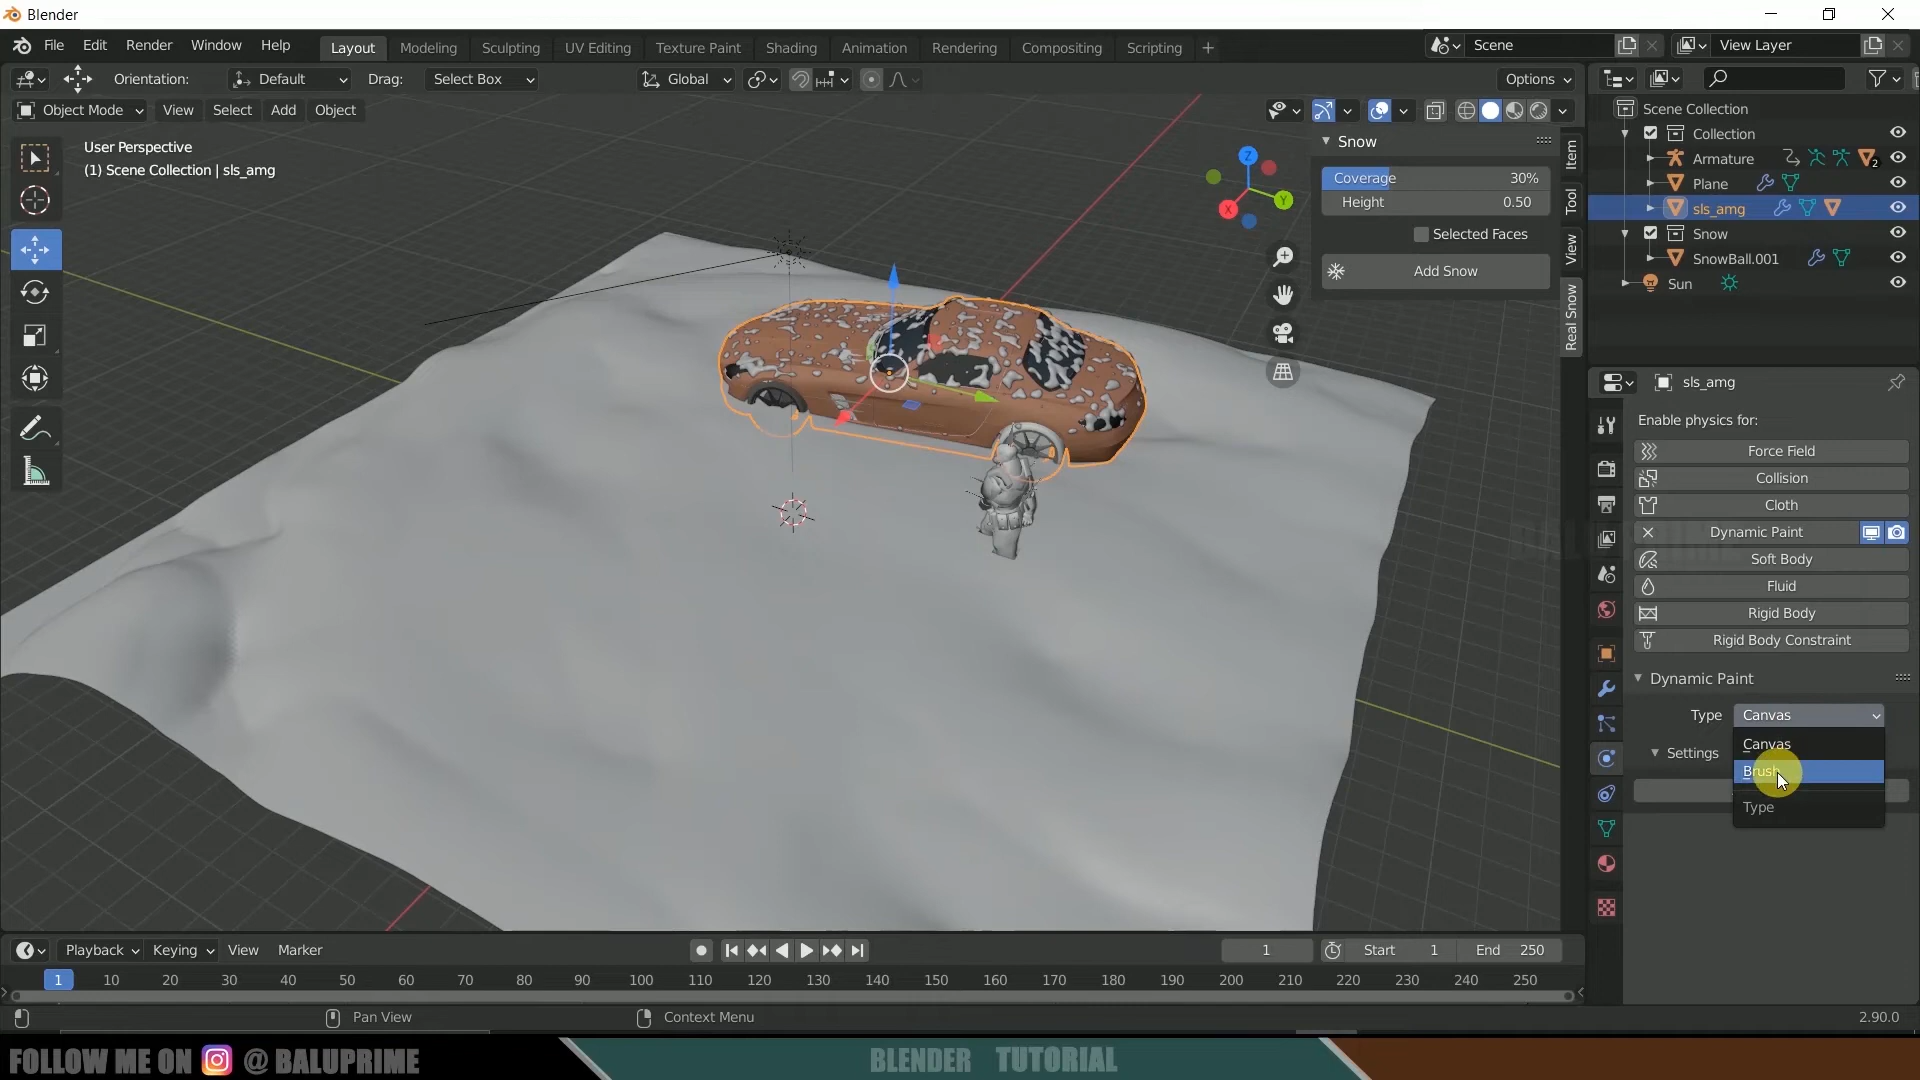 Blender
File Edit Render Window Help Layout Modeling Sculpting UV Editing Texture Paint Shading Animation Rendering Compositing Scripting + Scene View Layer
Orientation: Default Drag: Select Box Global Options
Object Mode View Select Add Object
User Perspective
(1) Scene Collection | sls_amg
Z
Y
X
Snow
Coverage 30%
Height 0.50
Selected Faces
Add Snow
Item
Tool
View
Real Snow
Scene Collection
Collection
Armature 2
Plane
sls_amg
Snow
SnowBall.001
Sun
sls_amg
Enable physics for:
Force Field
Collision
Cloth
Dynamic Paint
Soft Body
Fluid
Rigid Body
Rigid Body Constraint
Dynamic Paint
Type Canvas
Canvas
Settings
Brush
Type
Playback Keying View Marker 1 Start 1 End 250
1 10 20 30 40 50 60 70 80 90 100 110 120 130 140 150 160 170 180 190 200 210 220 230 240 250
Pan View Context Menu 2.90.0
FOLLOW ME ON @ BALUPRIME BLENDER TUTORIAL